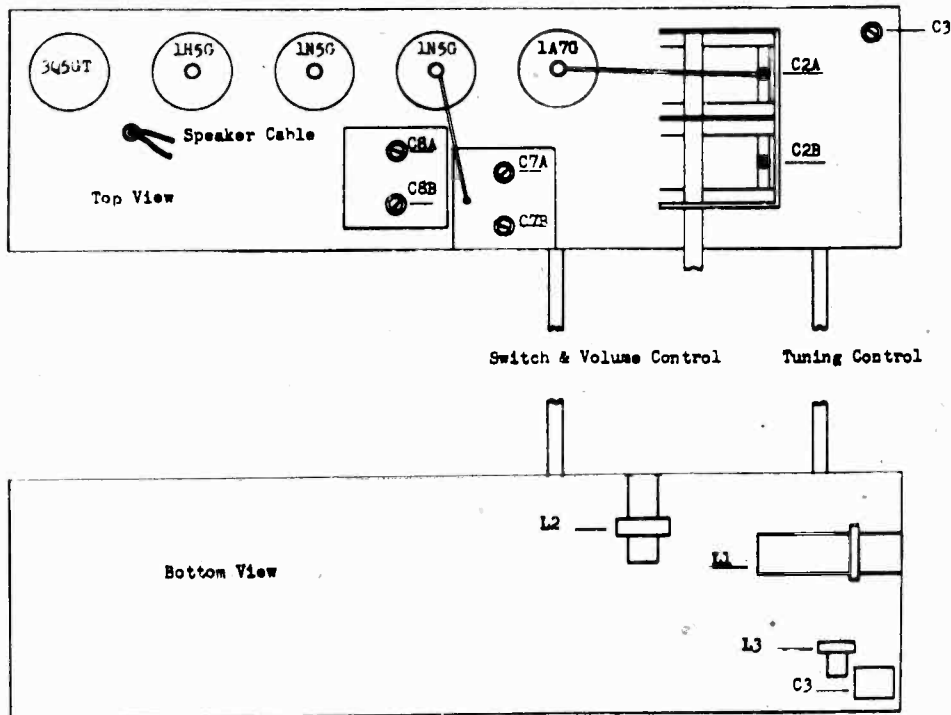 3Q5GT 1H5G 1N5G 1N5G 1A7G C3
C2A
Speaker Cable
C8A C7A C2B
C8B
Top View
C7B
Switch & Volume Control Tuning Control
L2
L1
Bottom View
L3
C3